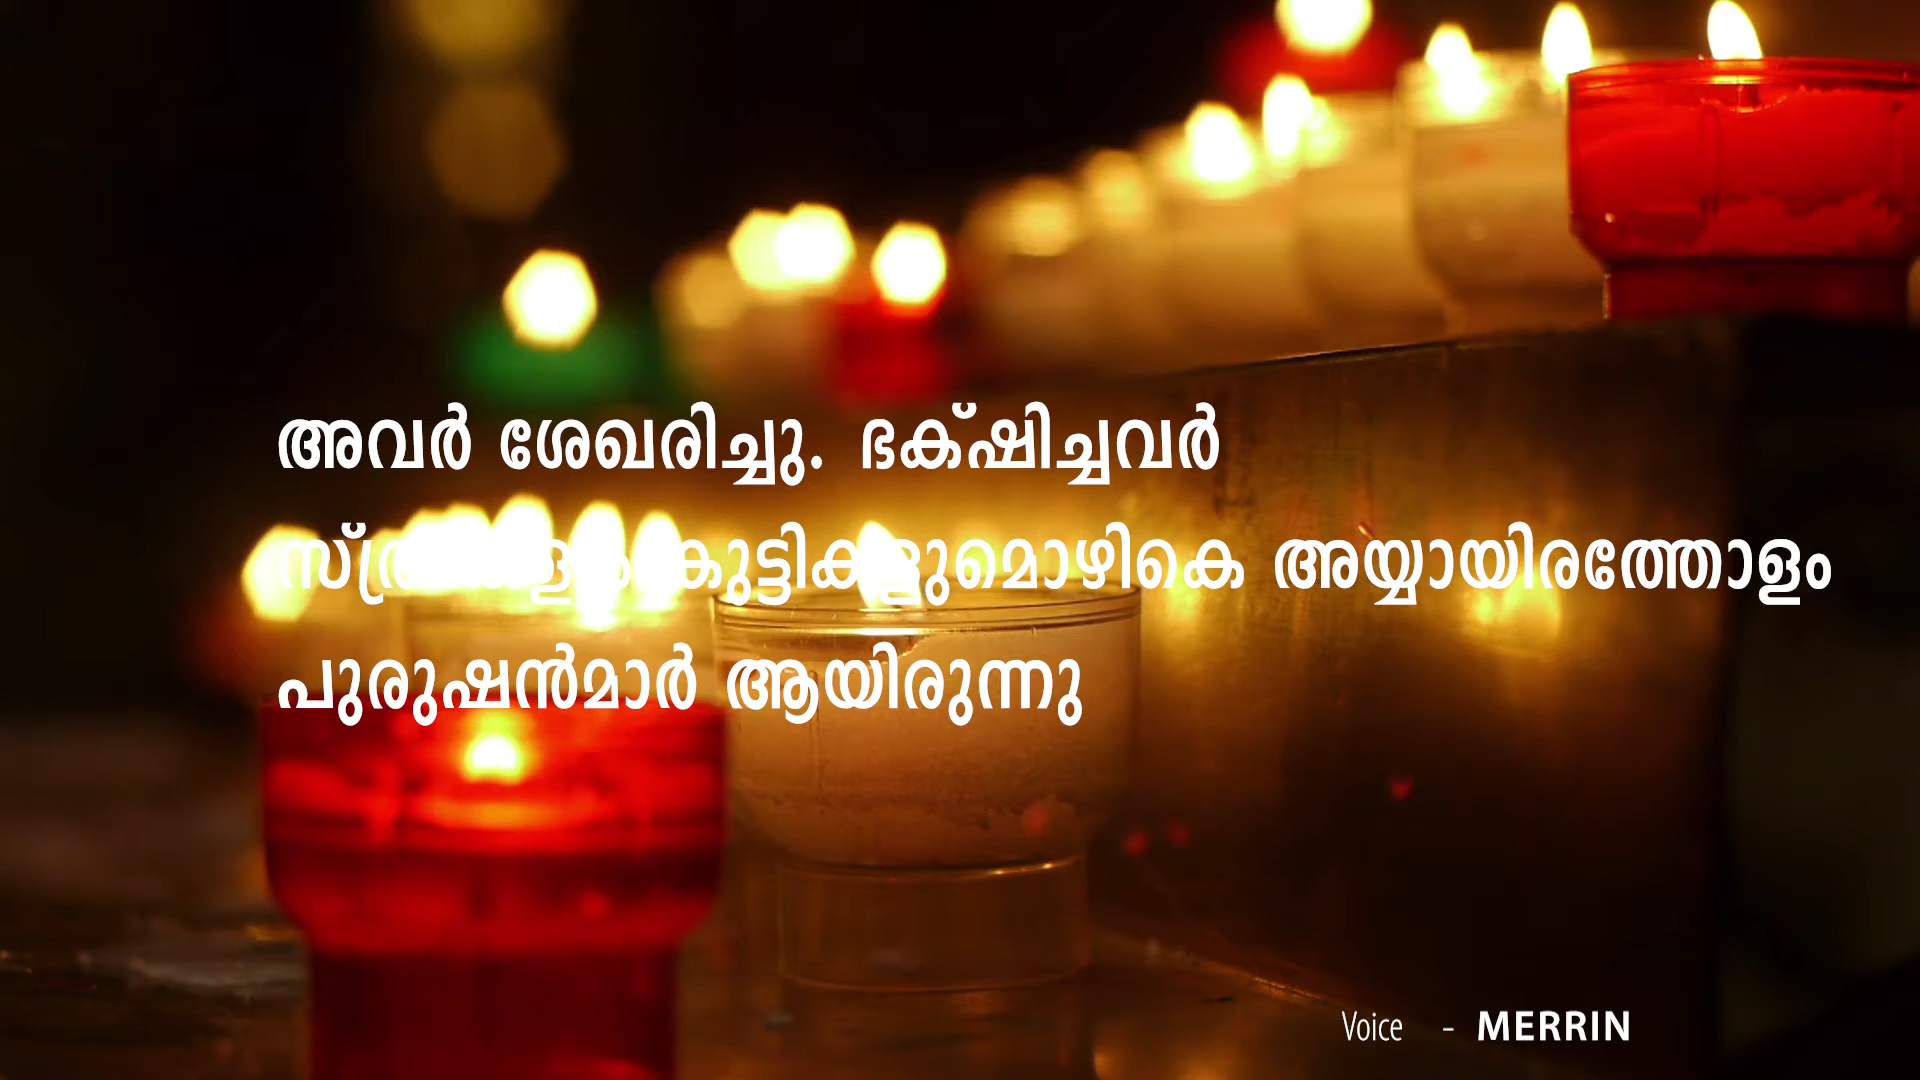 അവർ ശേഖരിച്ചു. ഭക്ഷിച്ചവർ
കുട്ടികളുമൊഴികെ അയ്യായിരത്തോളം
പുരുഷൻമാർ ആയിരുന്നു
Voice - MERRIN